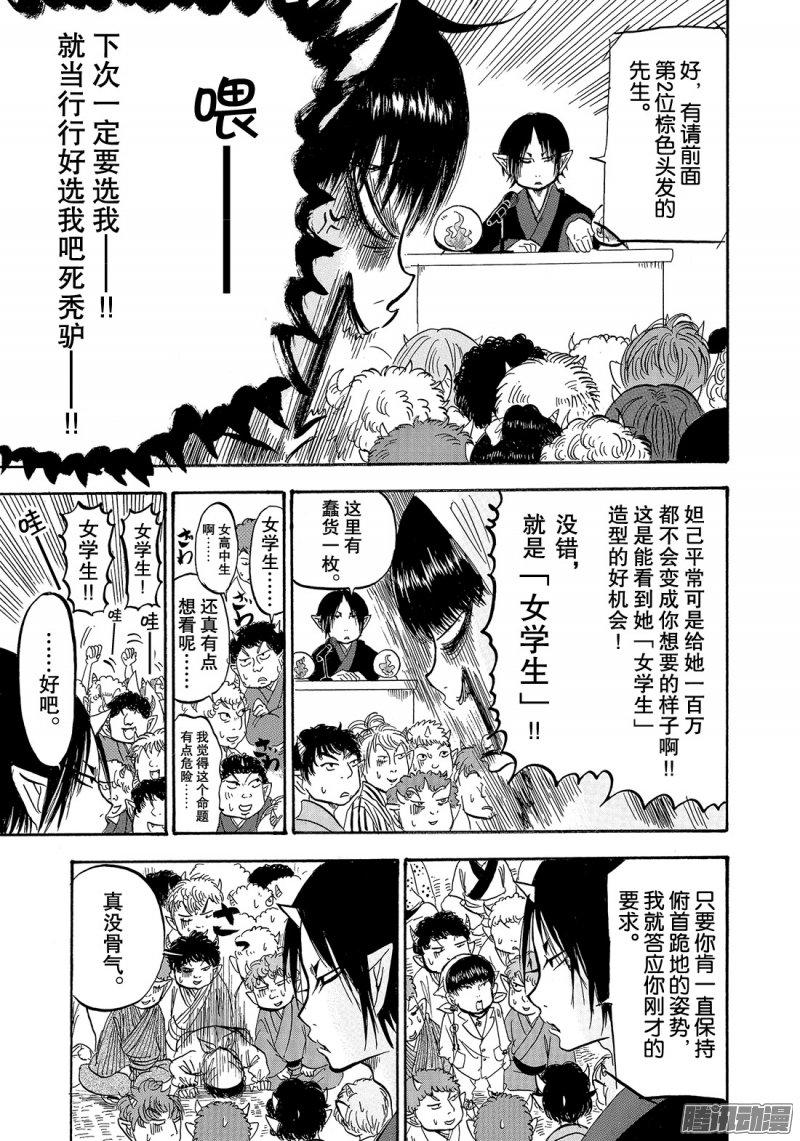 好，有请前面
第2位棕色头发的
先生。
喂——
下次一定要选我——!!
就当行行好选我吧死秃驴——!!
妲己平常可是给她一百万
都不会变成你想要的样子啊!!
这是能看到她「女学生」
造型的好机会！
没错，
就是「女学生」!!
这里有
蠢货一枚。
女学生……
女高中生
啊……
ざわ
还真有点
想看呢……
ざわ
我觉得这个命题
有点危险……
女学生！
女学生!!
哇——
哇
哇
……好吧。
只要你肯一直保持
俯首跪地的姿势，
我就答应你刚才的
要求。
ざっ
真没骨气。
腾讯动漫